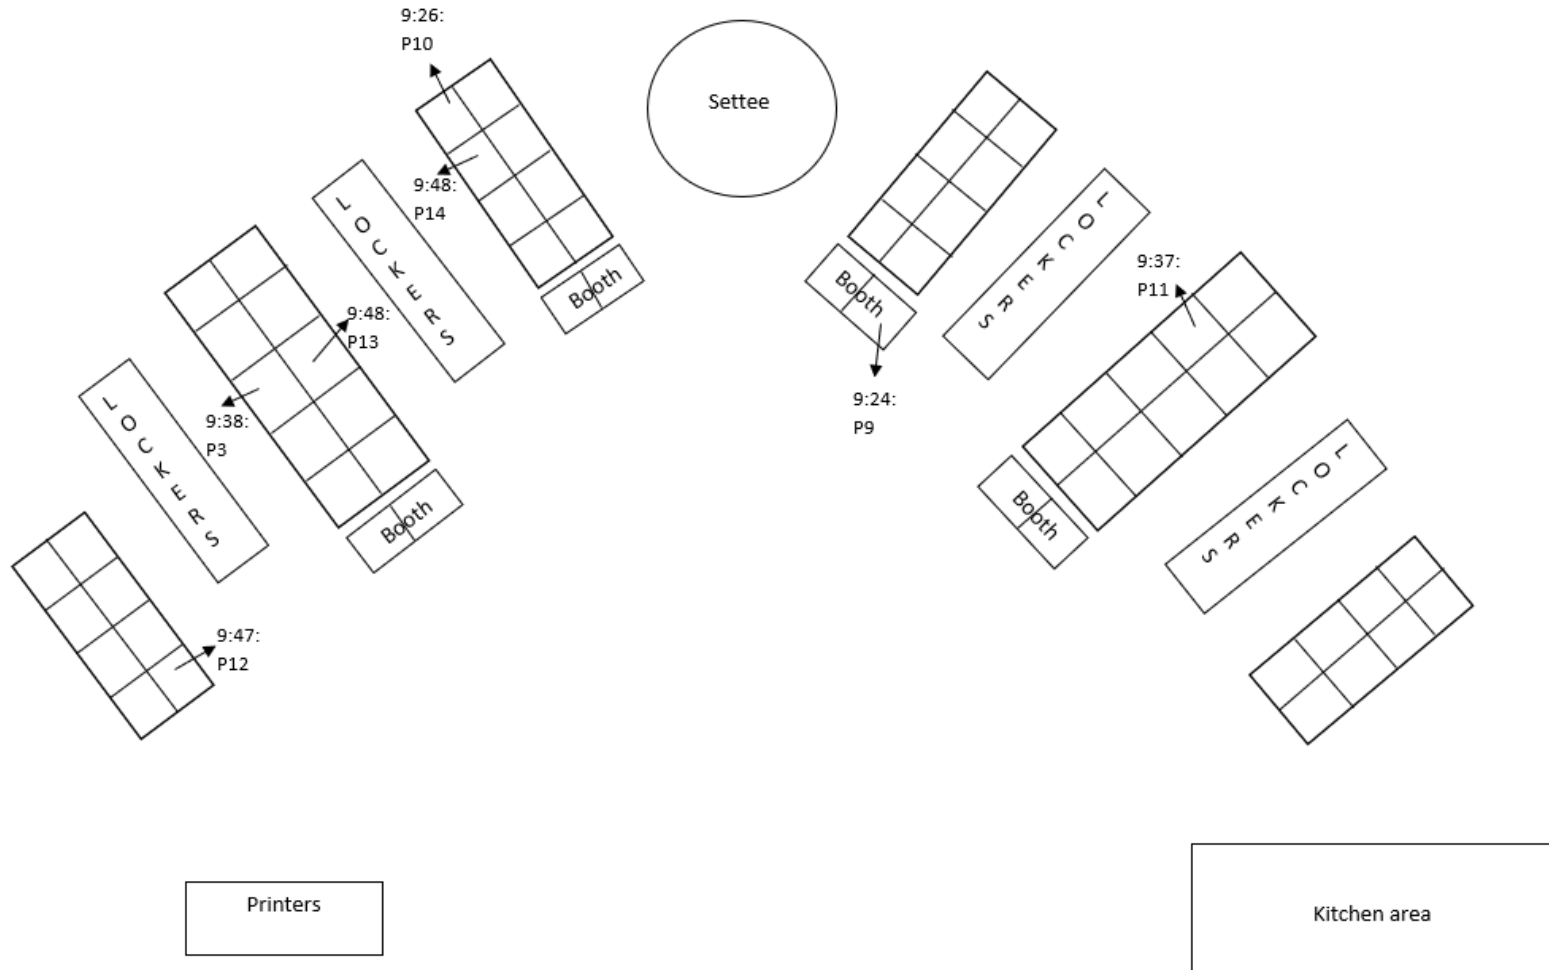 9:26:
P10
Settee
9:48:
P14
LOCKERS
LOCKERS
9:37:
P11
Booth
Booth
9:48:
P13
LOCKERS
9:38:
P3
9:24:
P9
LOCKERS
Booth
Booth
9:47:
P12
Printers
Kitchen area